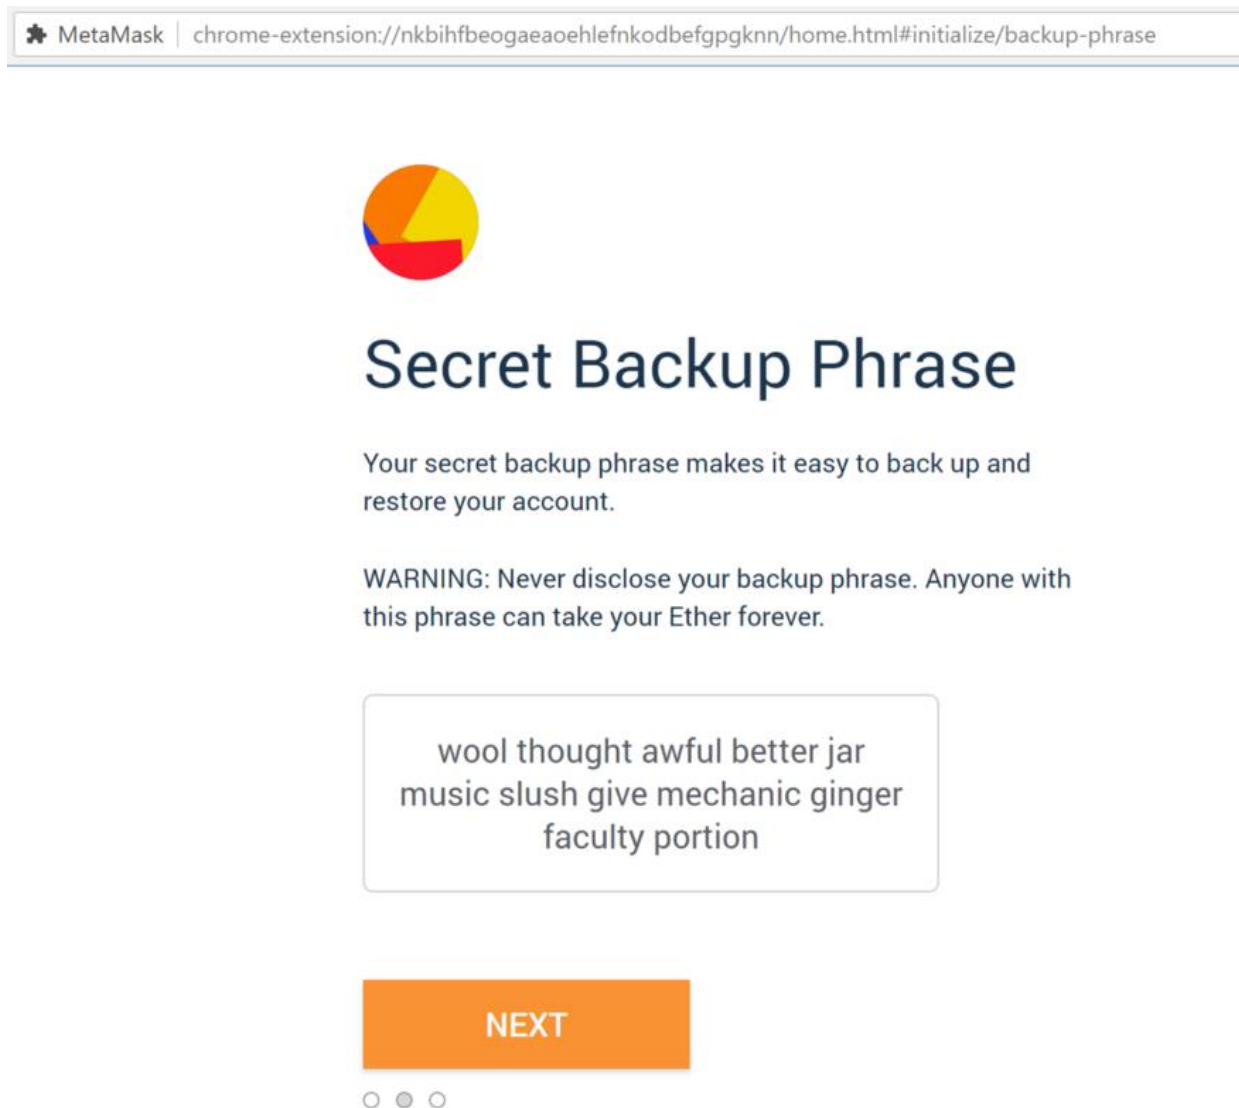 MetaMask chrome-extension://nkbihfbeogaeaoehlefnkodbefgpgknn/home.html#initialize/backup-phrase
Secret Backup Phrase
Your secret backup phrase makes it easy to back up and
restore your account.
WARNING: Never disclose your backup phrase. Anyone with
this phrase can take your Ether forever.
wool thought awful better jar
music slush give mechanic ginger
faculty portion
NEXT